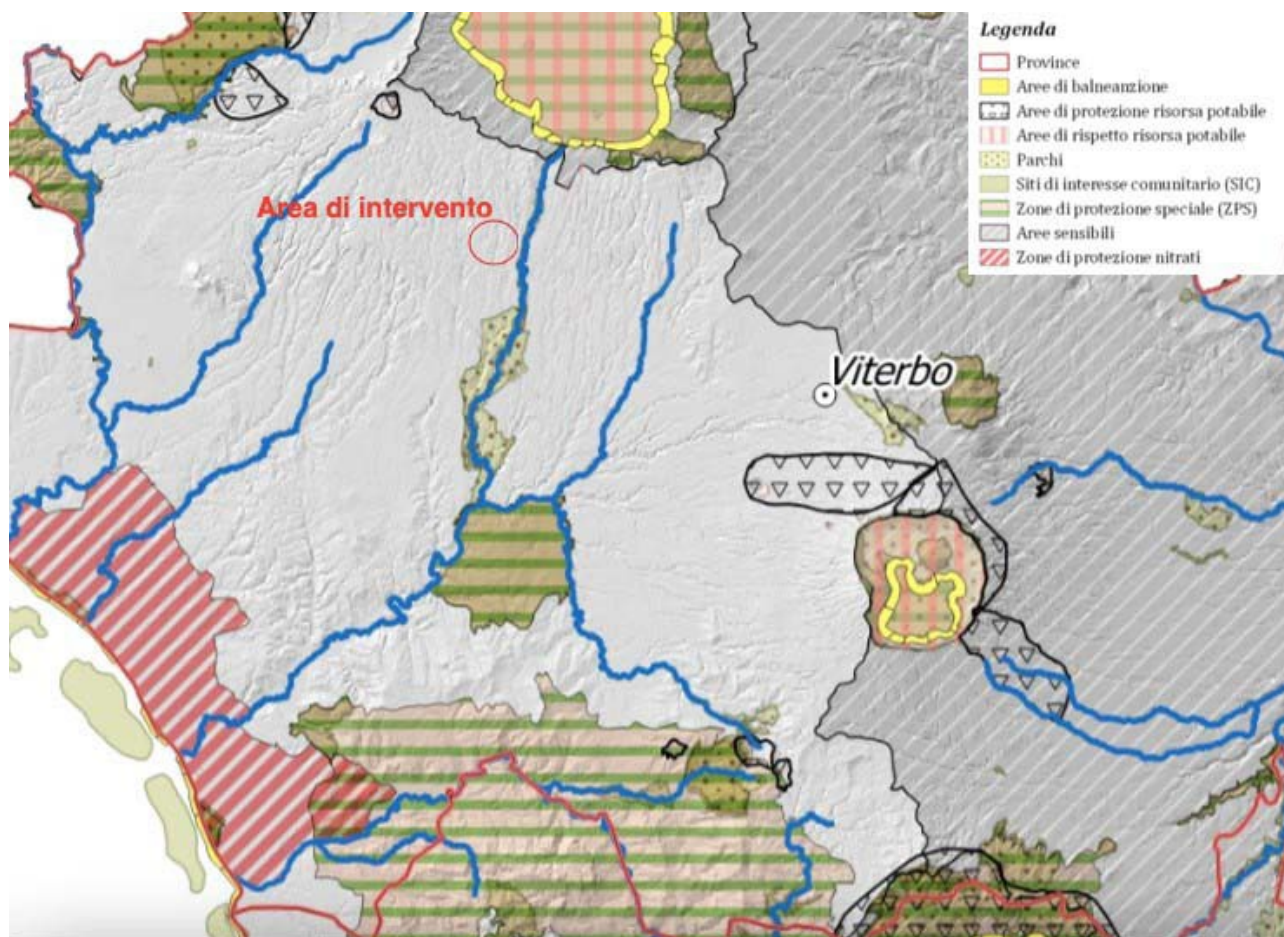 Legenda
Province
Aree di balneanzione
Aree di protezione risorsa potabile
Aree di rispetto risorsa potabile
Parchi
Siti di interesse comunitario (SIC)
Zone di protezione speciale (ZPS)
Aree sensibili
Zone di protezione nitrati
Area di intervento
Viterbo